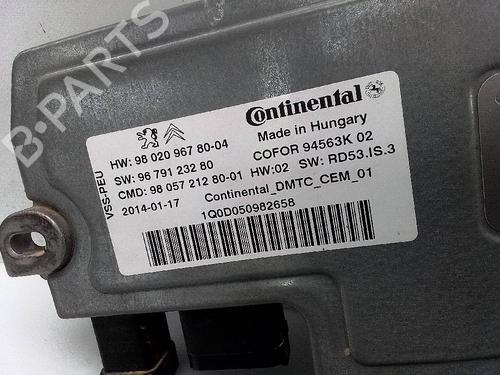 B-PARTS
Continental
Made in Hungary
HW: 98 020 967 80-04
COFOR 94563K 02
SW: 96 791 232 80
HW:02 SW: RD53.IS.3
CMD: 98 057 212 80-01
Continental_DMTC_CEM_01
VSS-PEU
2014-01-17
1Q0D050982658